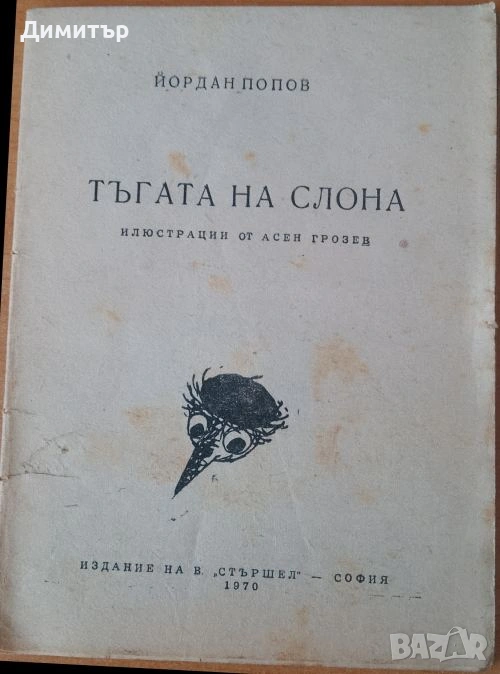 Димитър
ЙОРДАН ПОПОВ
ТЪГАТА НА СЛОНА
ИЛЮСТРАЦИИ ОТ АСЕН ГРОЗЕВ
ИЗДАНИЕ НА В. „СТЪРШЕЛ" — СОФИЯ
1970
BAZAR